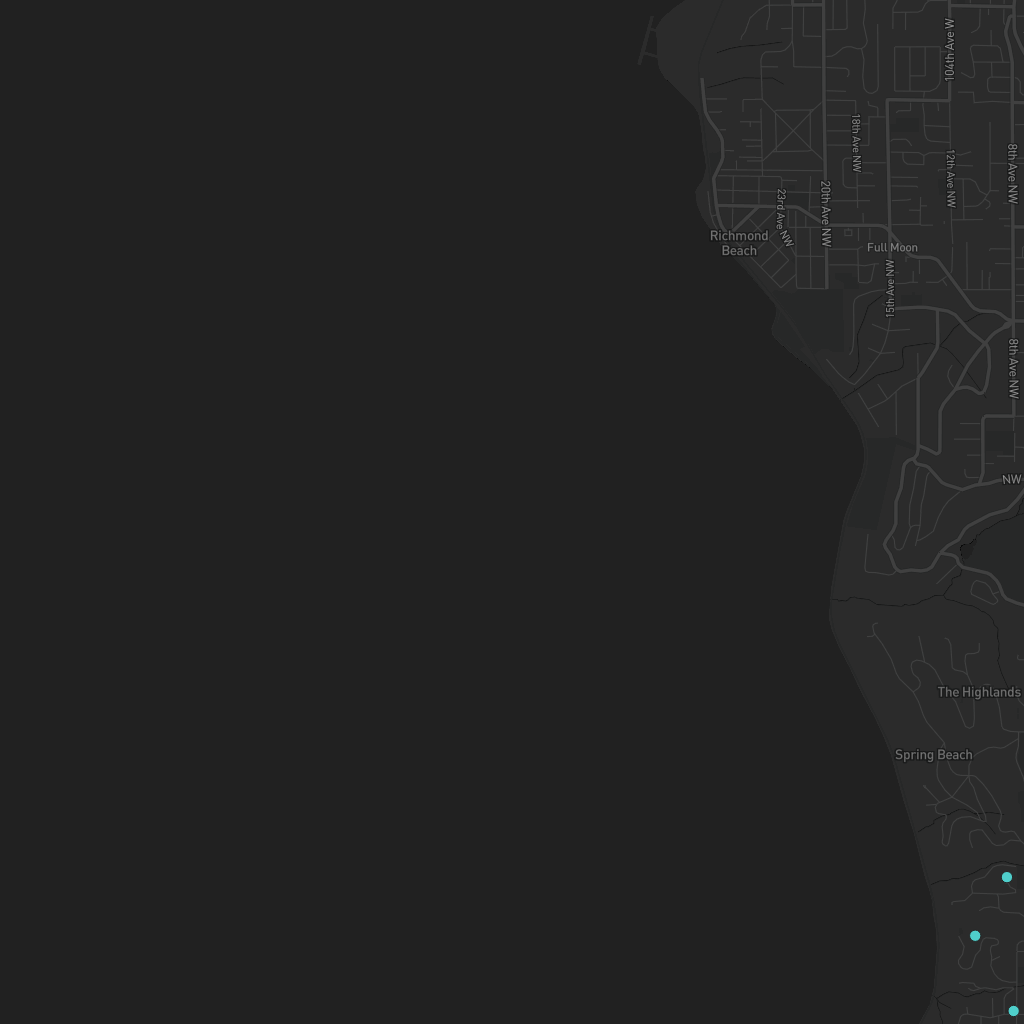 104th Ave W
18th Ave NW
12th Ave NW
8th Ave NW
23rd Ave NW
20th Ave NW
Richmond
Beach
Full Moon
15th Ave NW
8th Ave NW
NW
The Highlands
Spring Beach